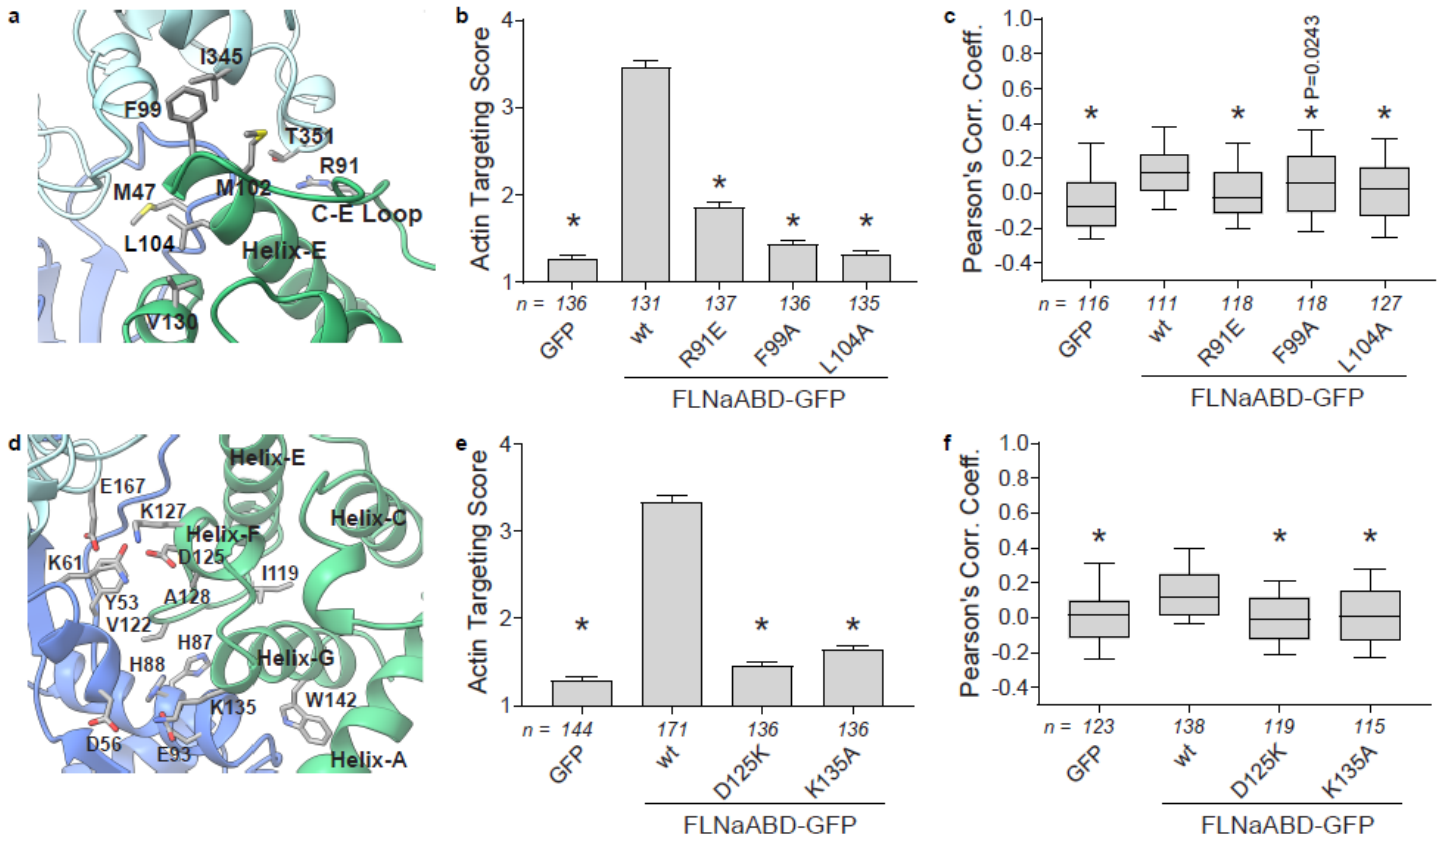 a
I345
F99
T351
R91
M47
M102
C-E Loop
L104
Helix-E
V130
b
Actin Targeting Score
4
3
2
1
*
*
*
*
n = 136 131 137 136 135
GFP wt R91E F99A L104A
FLNaABD-GFP
c
Pearson's Corr. Coeff.
1.0
0.8
0.6
0.4
0.2
0.0
-0.2
-0.4
*
*
* P=0.0243
*
n = 116 111 118 118 127
GFP wt R91E F99A L104A
FLNaABD-GFP
d
Helix-E
E167
K127
Helix-C
Helix-F
D125
K61
I119
Y53
A128
V122
H87
H88
Helix-G
K135
W142
D56
E93
Helix-A
e
Actin Targeting Score
4
3
2
1
*
*
*
n = 144 171 136 136
GFP wt D125K K135A
FLNaABD-GFP
f
Pearson's Corr. Coeff.
1.0
0.8
0.6
0.4
0.2
0.0
-0.2
-0.4
*
*
*
n = 123 138 119 115
GFP wt D125K K135A
FLNaABD-GFP